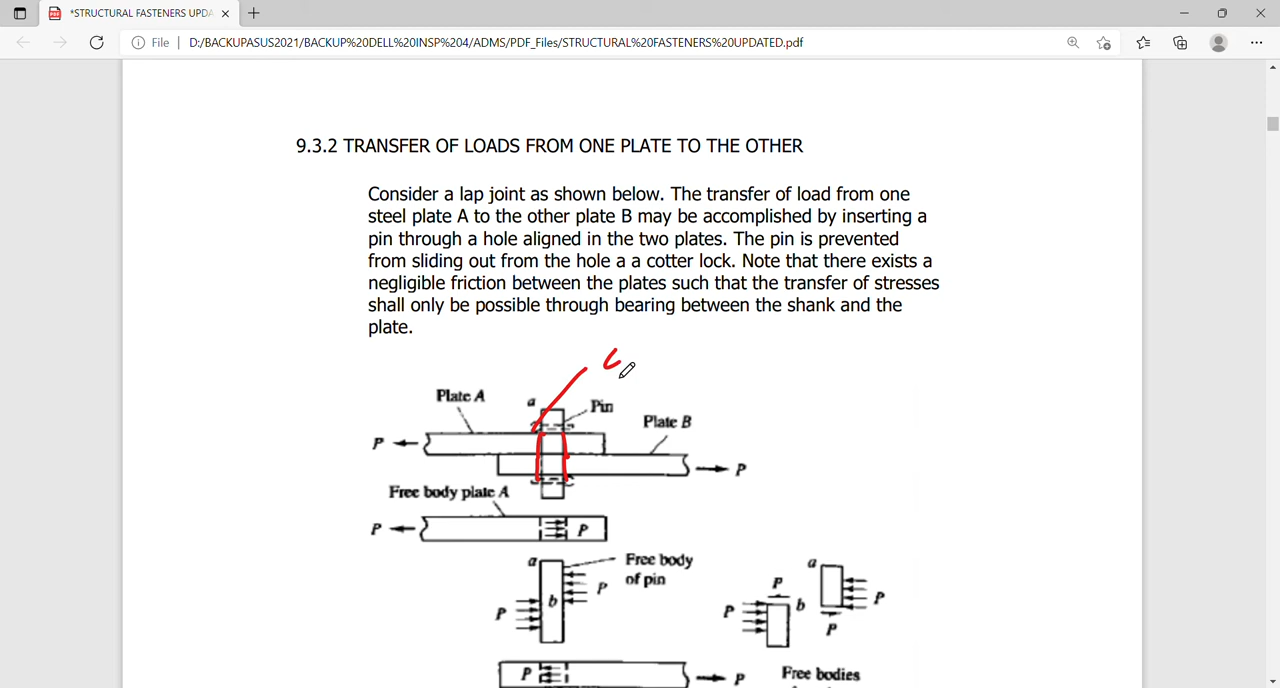 *STRUCTURAL FASTENERS UPDA
File
D:/BACKUPASUS2021/BACKUP%20DELL%20INSP%204/ADMS/PDF_Files/STRUCTURAL%20FASTENERS%20UPDATED.pdf
9.3.2 TRANSFER OF LOADS FROM ONE PLATE TO THE OTHER
Consider a lap joint as shown below. The transfer of load from one
steel plate A to the other plate B may be accomplished by inserting a
pin through a hole aligned in the two plates. The pin is prevented
from sliding out from the hole a a cotter lock. Note that there exists a
negligible friction between the plates such that the transfer of stresses
shall only be possible through bearing between the shank and the
plate.
Plate A
a
Pin
Plate B
P
P
Free body plate A
P
P
a
Free body
of pin
P
b
P
a
P
P
b
P
P
P
P
Free bodies